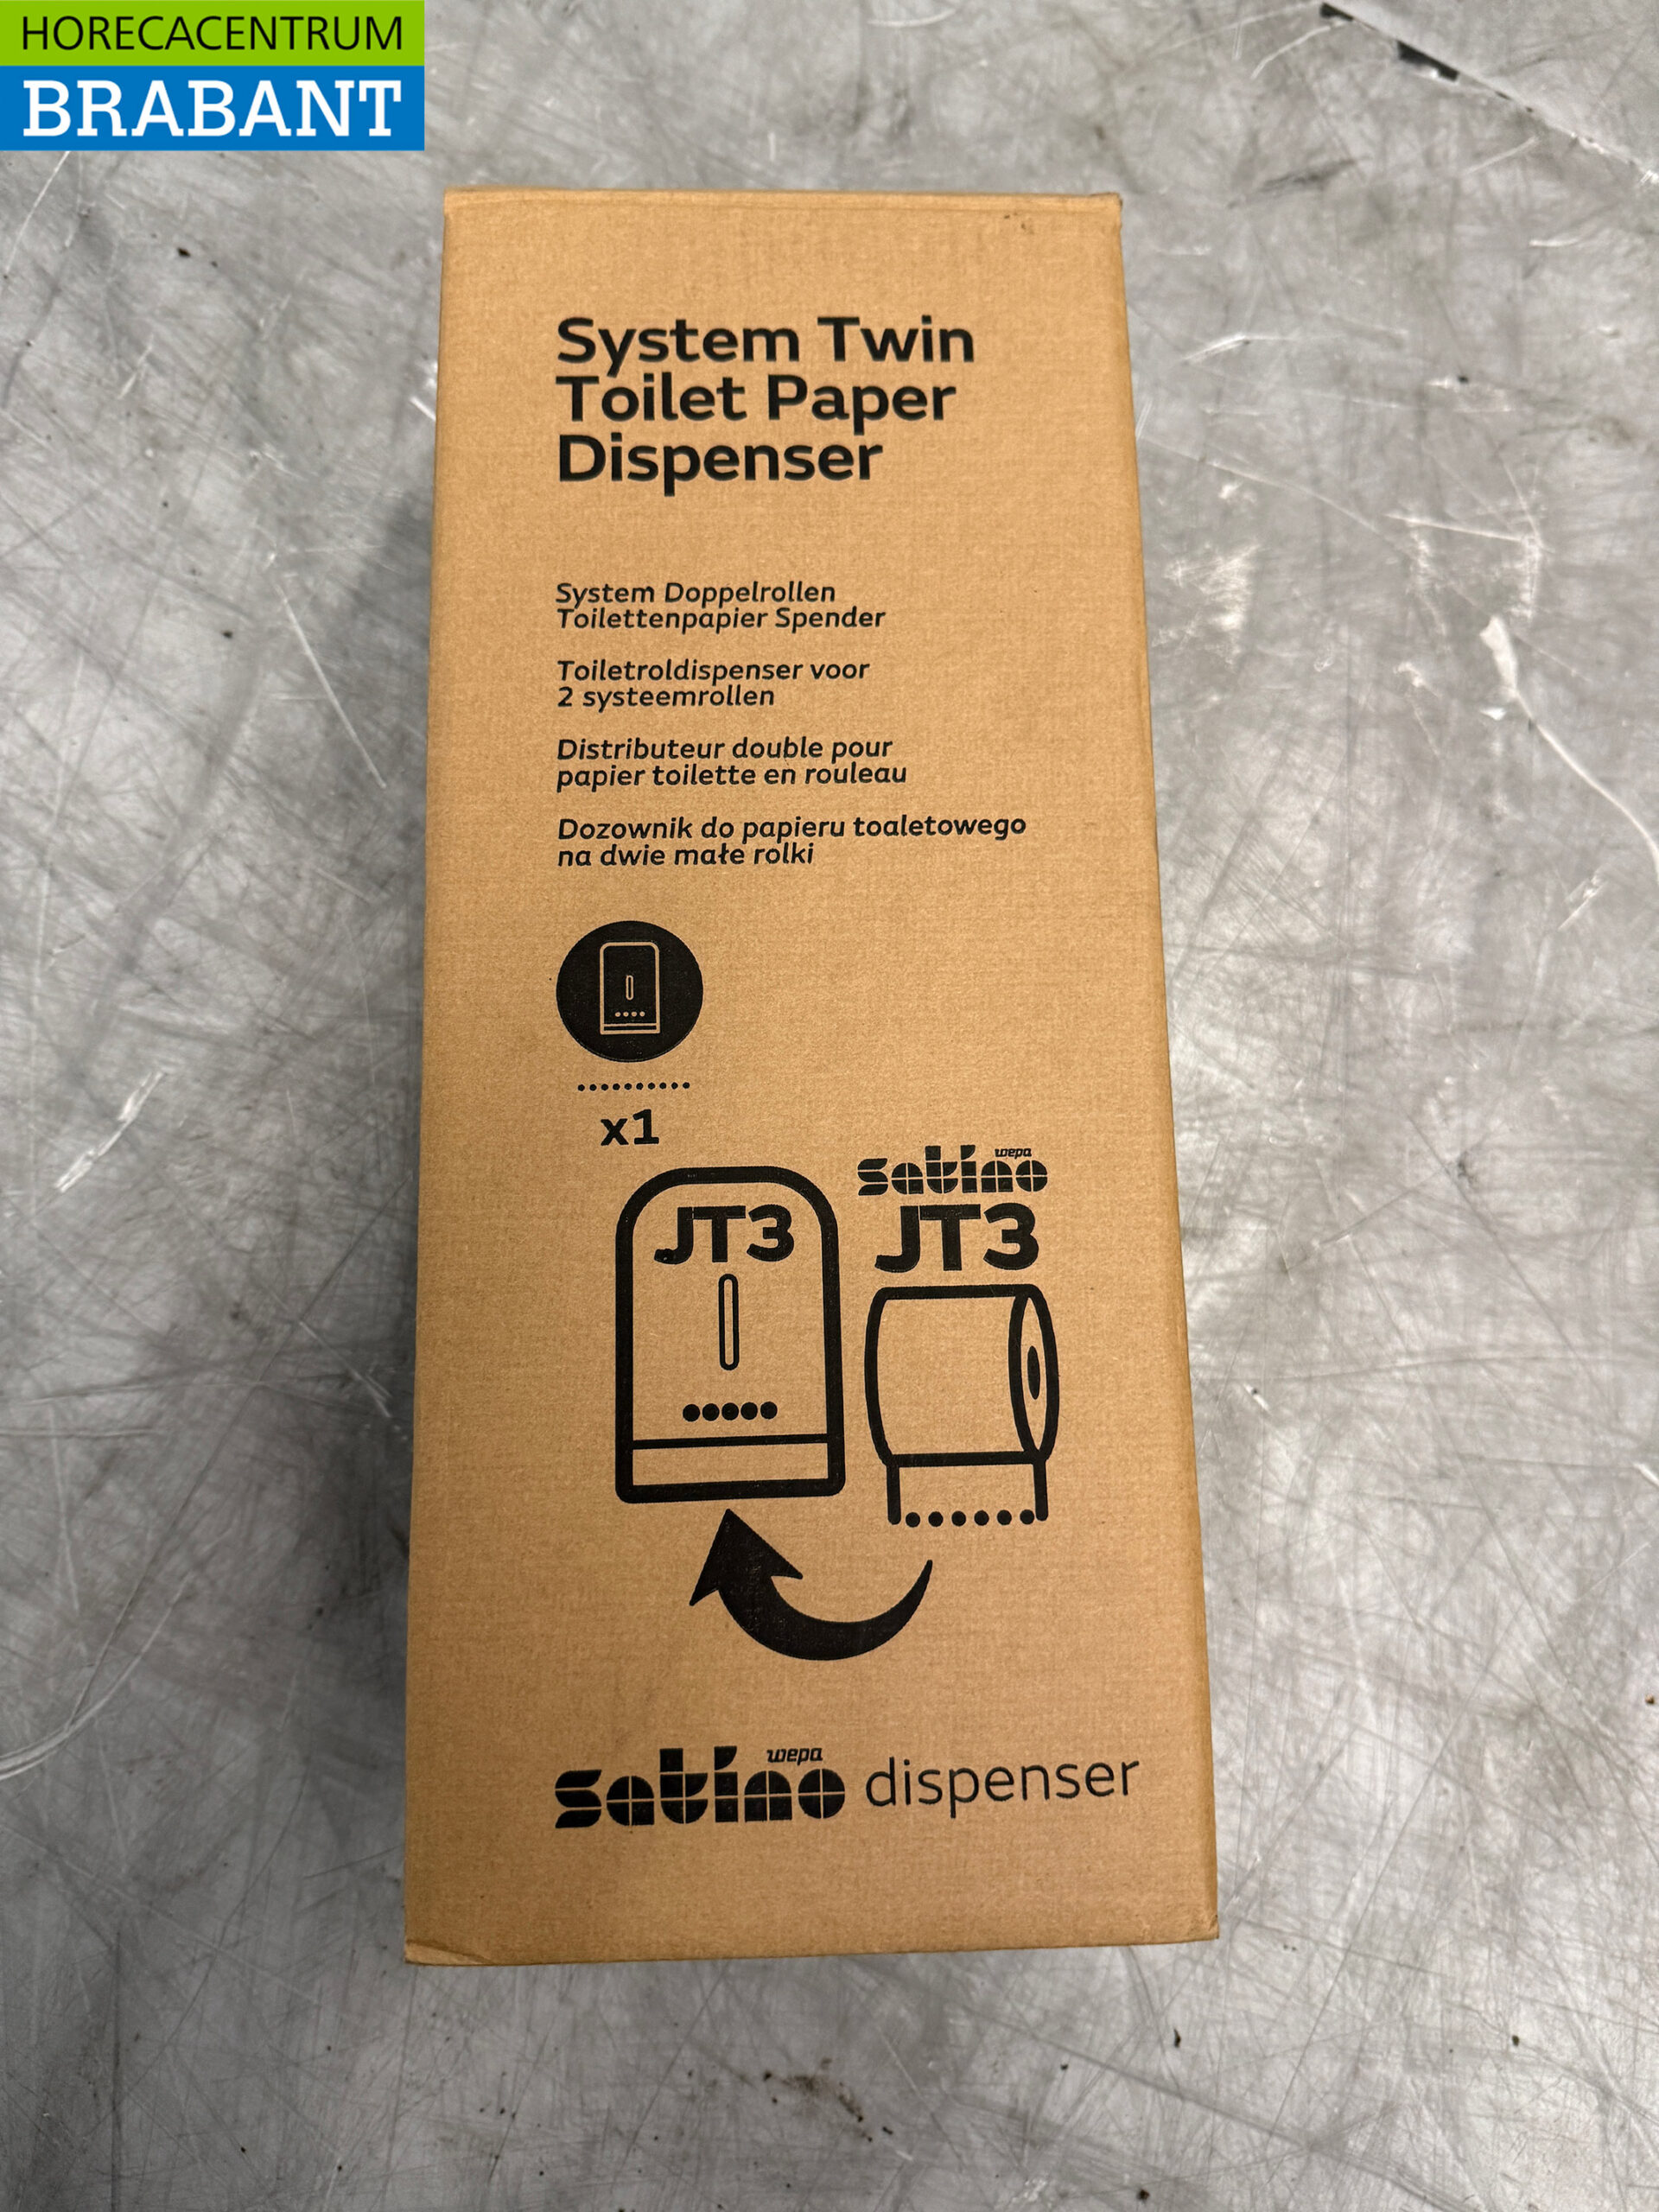 HORECACENTRUM
BRABANT
System Twin
Toilet Paper
Dispenser
System Doppelrollen
Toilettenpapier Spender
Toiletroldispenser voor
2 systeemrollen
Distributeur double pour
papier toilette en rouleau
Dozownik do papieru toaletowego
na dwie małe rolki
x1
wepa
satino
JT3
JT3
wepa
satino dispenser